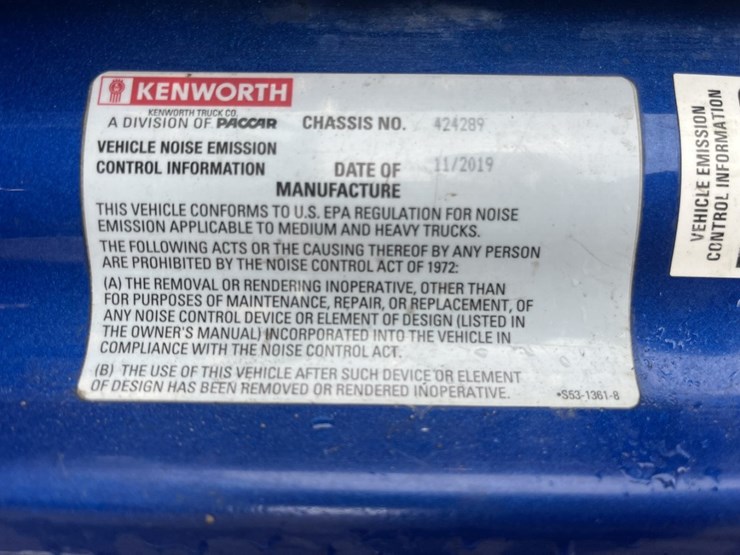 KENWORTH
KENWORTH TRUCK CO.
A DIVISION OF PACCAR
CHASSIS NO. 424289
VEHICLE NOISE EMISSION
CONTROL INFORMATION
DATE OF 11/2019
MANUFACTURE
THIS VEHICLE CONFORMS TO U.S. EPA REGULATION FOR NOISE
EMISSION APPLICABLE TO MEDIUM AND HEAVY TRUCKS.
THE FOLLOWING ACTS OR THE CAUSING THEREOF BY ANY PERSON
ARE PROHIBITED BY THE NOISE CONTROL ACT OF 1972:
(A) THE REMOVAL OR RENDERING INOPERATIVE, OTHER THAN
FOR PURPOSES OF MAINTENANCE, REPAIR, OR REPLACEMENT, OF
ANY NOISE CONTROL DEVICE OR ELEMENT OF DESIGN (LISTED IN
THE OWNER'S MANUAL) INCORPORATED INTO THE VEHICLE IN
COMPLIANCE WITH THE NOISE CONTROL ACT.
(B) THE USE OF THIS VEHICLE AFTER SUCH DEVICE OR ELEMENT
OF DESIGN HAS BEEN REMOVED OR RENDERED INOPERATIVE.
•S53-1361-8
VEHICLE EMISSION
CONTROL INFORMATION